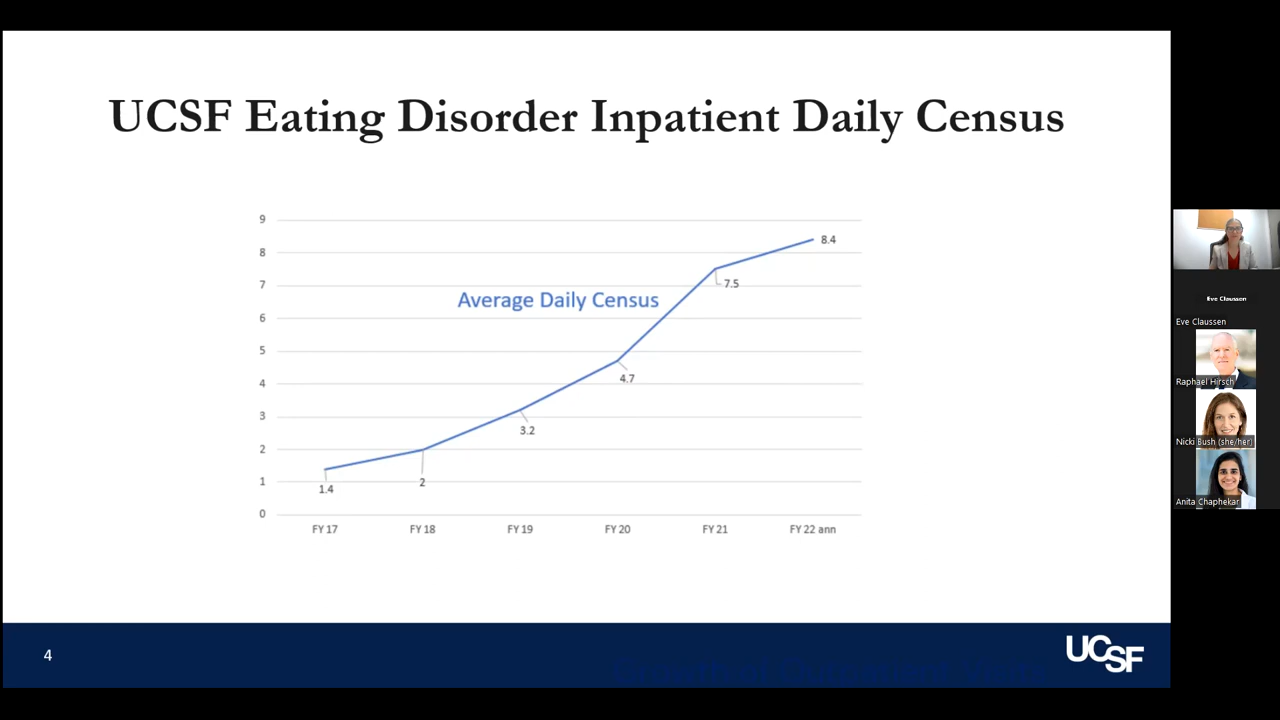 UCSF Eating Disorder Inpatient Daily Census
9
8
7
6
5
4
3
2
1
0
Average Daily Census
1.4
2
3.2
4.7
7.5
8.4
FY 17 FY 18 FY 19 FY 20 FY 21 FY 22 ann
4
UCSF
Eve Claussen
Eve Claussen
Raphael Hirsch
Nicki Bush (she/her)
Anita Chaphekar